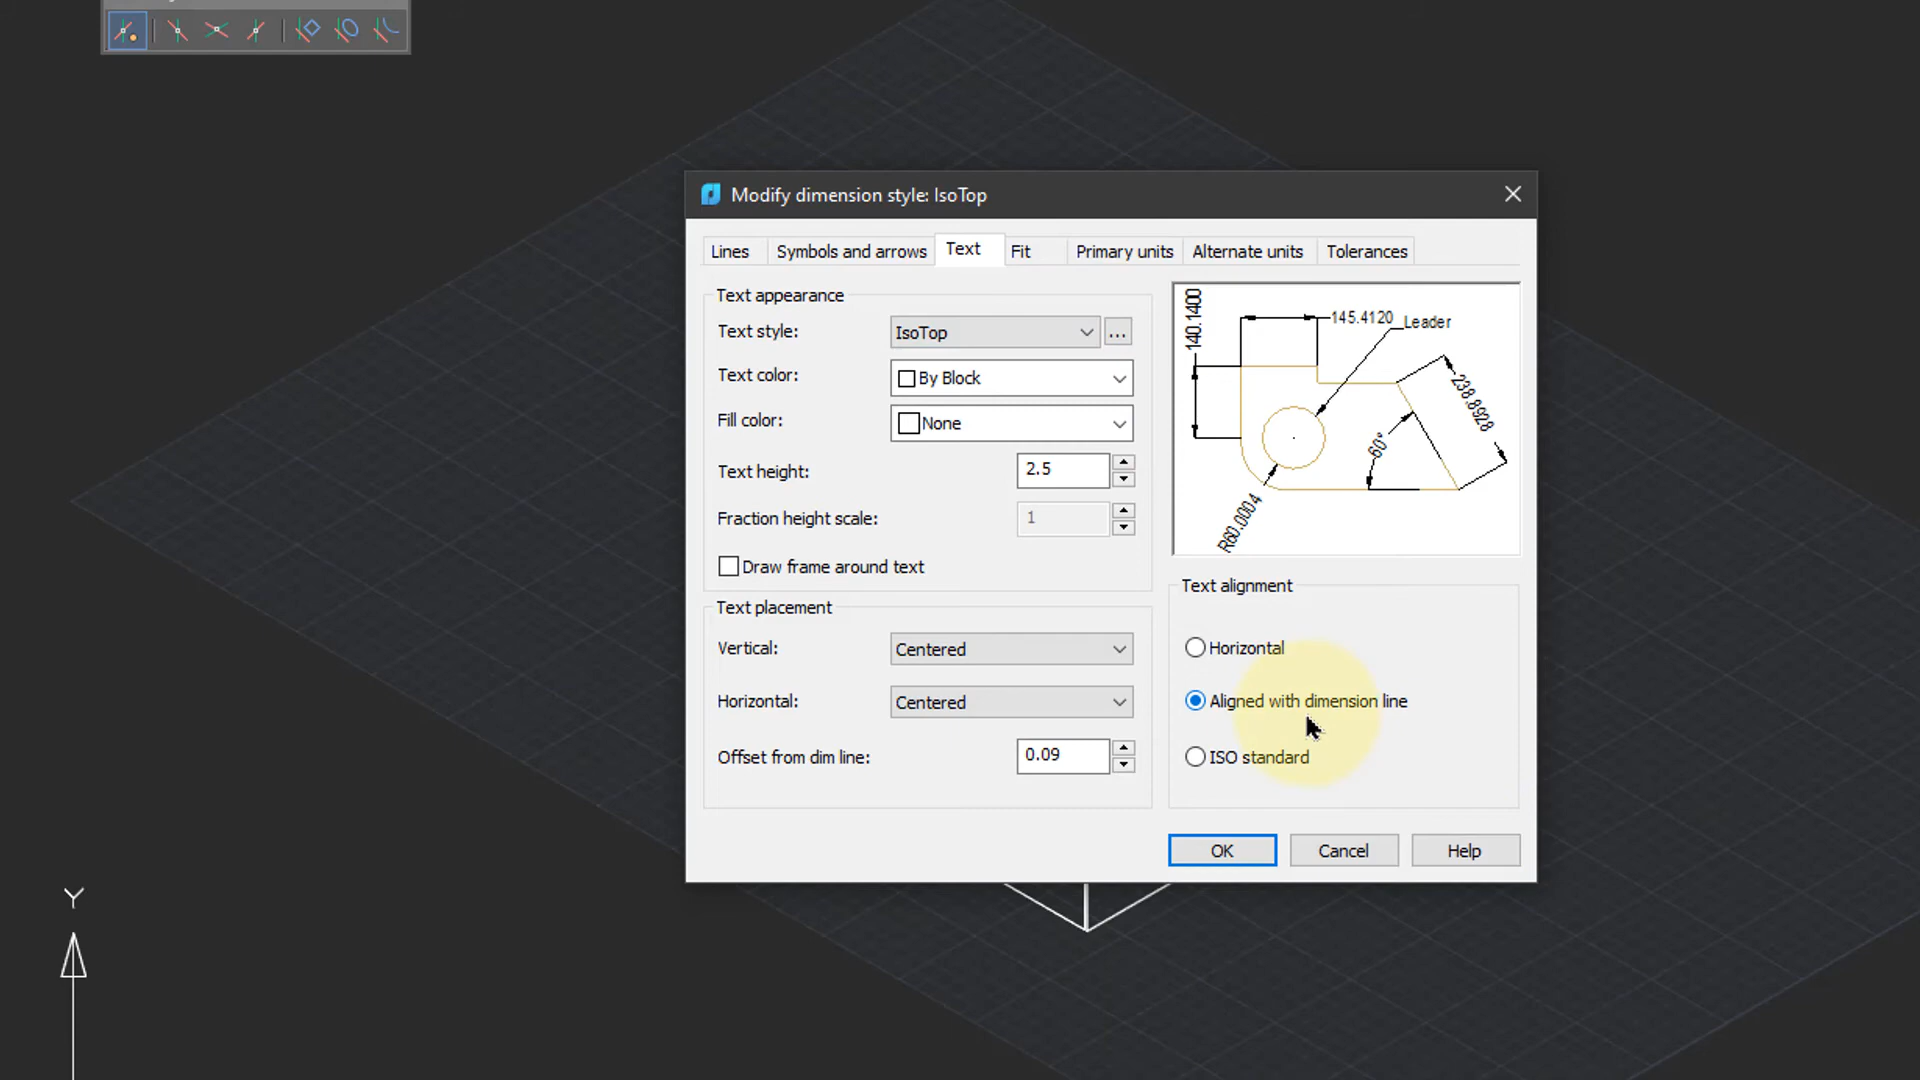 Modify dimension style: IsoTop
Lines
Symbols and arrows
Text
Fit
Primary units
Alternate units
Tolerances
Text appearance
Text style:
IsoTop
...
Text color:
By Block
Fill color:
None
Text height:
2.5
Fraction height scale:
1
Draw frame around text
Text placement
Vertical:
Centered
Horizontal:
Centered
Offset from dim line:
0.09
140.1400
145.4120
Leader
238.8928
60°
R60.0004
Text alignment
Horizontal
Aligned with dimension line
ISO standard
OK
Cancel
Help
Y